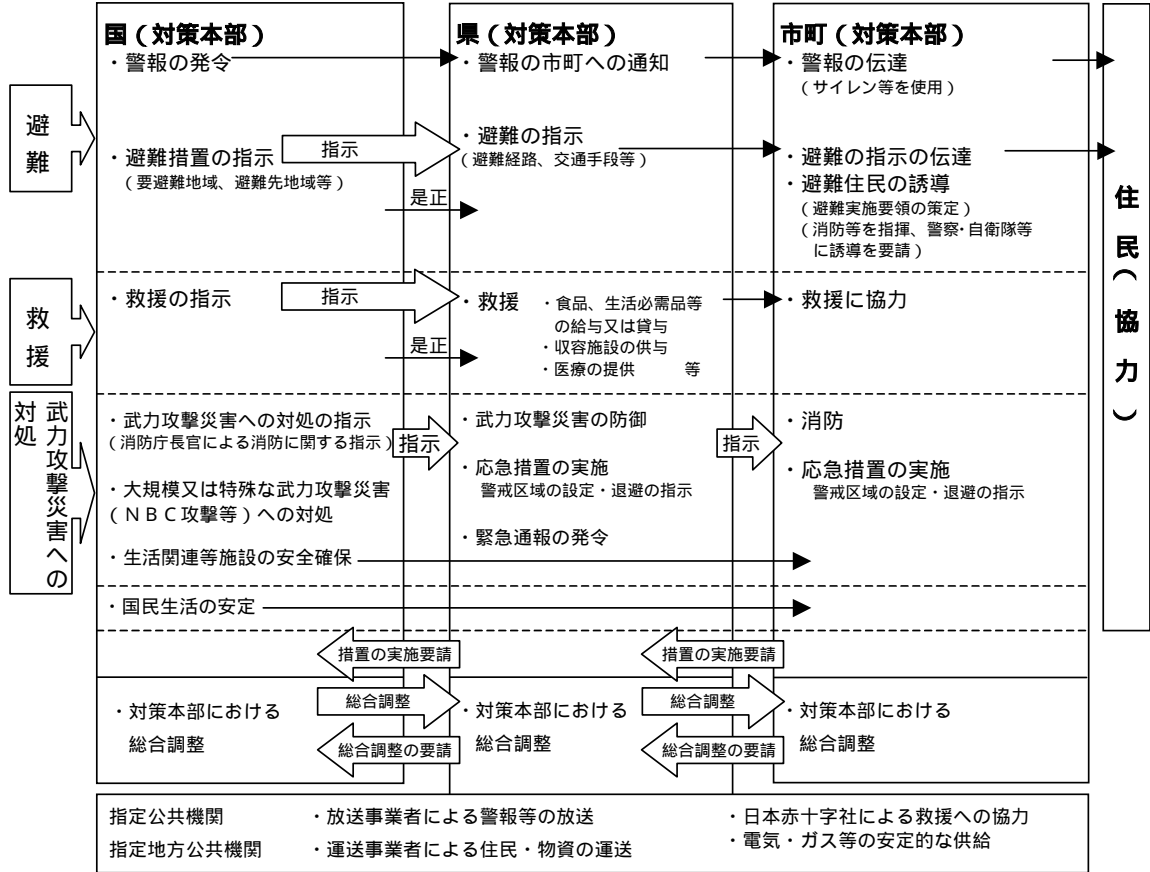 国（対策本部）
・警報の発令
県（対策本部）
・警報の市町への通知
市町（対策本部）
・警報の伝達
（サイレン等を使用）
避難
・避難措置の指示
（要避難地域、避難先地域等）
指示
是正
・避難の指示
（避難経路、交通手段等）
・避難の指示の伝達
・避難住民の誘導
（避難実施要領の策定）
（消防等を指揮、警察・自衛隊等
に誘導を要請）
住民（協力）
救援
・救援の指示
指示
是正
・救援
・食品、生活必需品等
の給与又は貸与
・収容施設の供与
・医療の提供　等
・救援に協力
武力攻撃災害への
対処
・武力攻撃災害への対処の指示
（消防庁長官による消防に関する指示）
・大規模又は特殊な武力攻撃災害
（ＮＢＣ攻撃等）への対処
・生活関連等施設の安全確保
指示
・武力攻撃災害の防御
・応急措置の実施
警戒区域の設定・退避の指示
・緊急通報の発令
指示
・消防
・応急措置の実施
警戒区域の設定・退避の指示
・国民生活の安定
措置の実施要請
措置の実施要請
・対策本部における
総合調整
総合調整
総合調整の要請
・対策本部における
総合調整
総合調整
総合調整の要請
・対策本部における
総合調整
指定公共機関
指定地方公共機関
・放送事業者による警報等の放送
・運送事業者による住民・物資の運送
・日本赤十字社による救援への協力
・電気・ガス等の安定的な供給